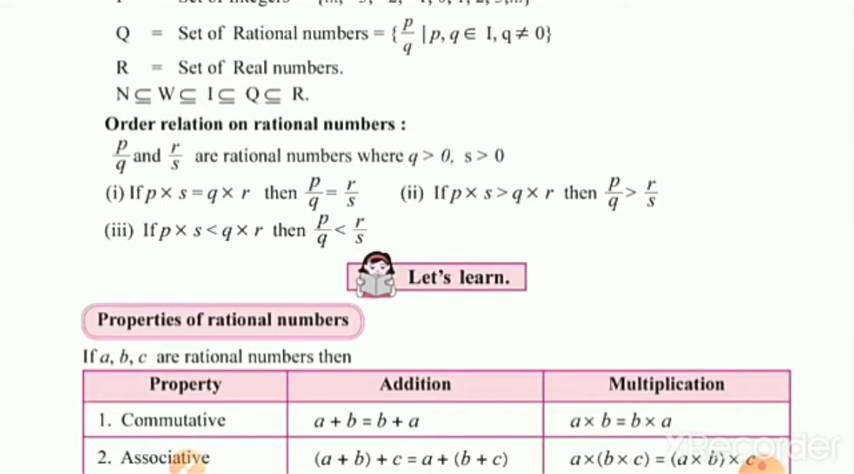 Q = Set of Rational numbers = {p/q | p, q ∈ I, q ≠ 0}
R = Set of Real numbers.
N ⊆ W ⊆ I ⊆ Q ⊆ R.
Order relation on rational numbers :
p/q and r/s are rational numbers where q > 0, s > 0
(i) If p × s = q × r then p/q = r/s (ii) If p × s > q × r then p/q > r/s
(iii) If p × s < q × r then p/q < r/s
Let's learn.
Properties of rational numbers
If a, b, c are rational numbers then
Property Addition Multiplication
1. Commutative a + b = b + a a × b = b × a
2. Associative (a + b) + c = a + (b + c) a × (b × c) = (a × b) × c
XRecorder